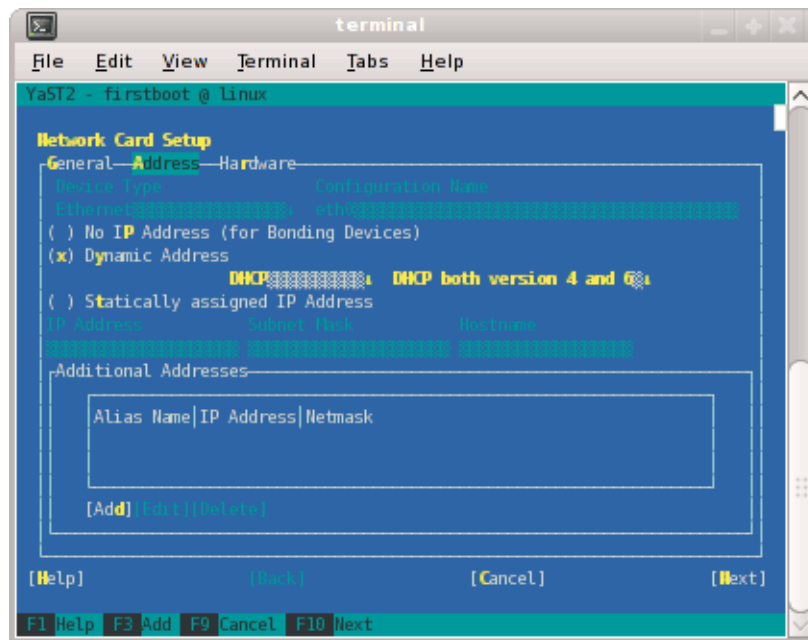 terminal
File Edit View Terminal Tabs Help
YaST2 - firstboot @ linux
Network Card Setup
General Address Hardware
Device Type Configuration Name
Ethernet eth0
( ) No IP Address (for Bonding Devices)
(x) Dynamic Address
DHCP DHCP both version 4 and 6
( ) Statically assigned IP Address
IP Address Subnet Mask Hostname
Additional Addresses
Alias Name|IP Address|Netmask
[Add][Edit][Delete]
[Help] [Back] [Cancel] [Next]
F1 Help F3 Add F9 Cancel F10 Next